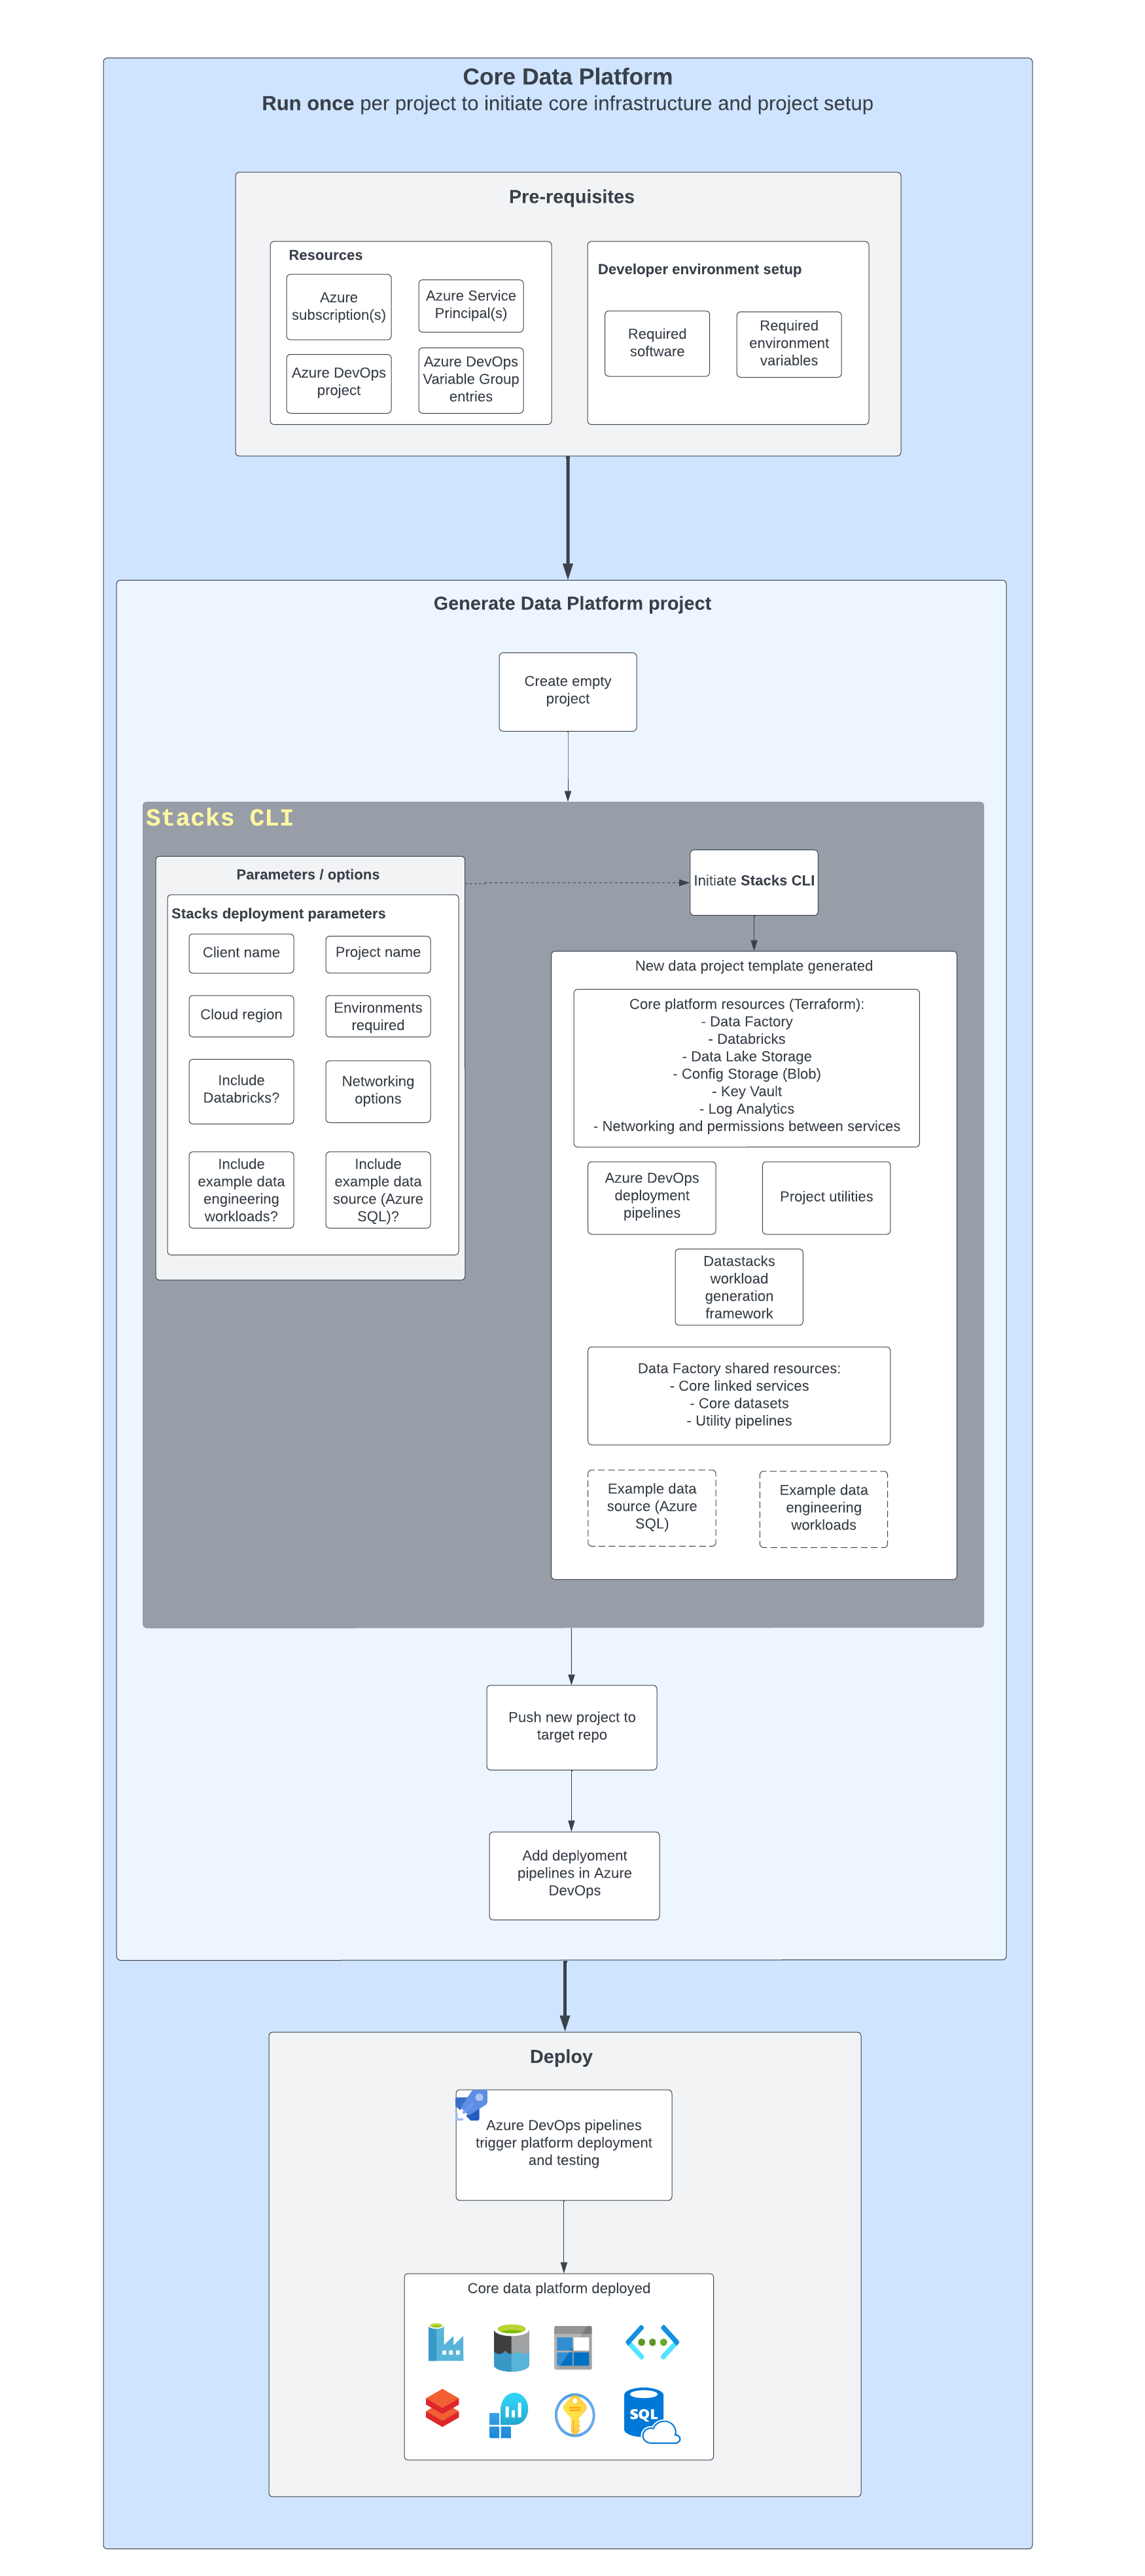 Core Data Platform
Run once per project to initiate core infrastructure and project setup
Pre-requisites
Resources
Azure
subscription(s)
Azure Service
Principal(s)
Azure DevOps
project
Azure DevOps
Variable Group
entries
Developer environment setup
Required
software
Required
environment
variables
Generate Data Platform project
Create empty
project
Stacks CLI
Parameters / options
Stacks deployment parameters
Client name
Project name
Cloud region
Environments
required
Include
Databricks?
Networking
options
Include
example data
engineering
workloads?
Include
example data
source (Azure
SQL)?
Initiate Stacks CLI
New data project template generated
Core platform resources (Terraform):
- Data Factory
- Databricks
- Data Lake Storage
- Config Storage (Blob)
- Key Vault
- Log Analytics
- Networking and permissions between services
Azure DevOps
deployment
pipelines
Project utilities
Datastacks
workload
generation
framework
Data Factory shared resources:
- Core linked services
- Core datasets
- Utility pipelines
Example data
source (Azure
SQL)
Example data
engineering
workloads
Push new project to
target repo
Add deplyoment
pipelines in Azure
DevOps
Deploy
Azure DevOps pipelines
trigger platform deployment
and testing
Core data platform deployed
SQL